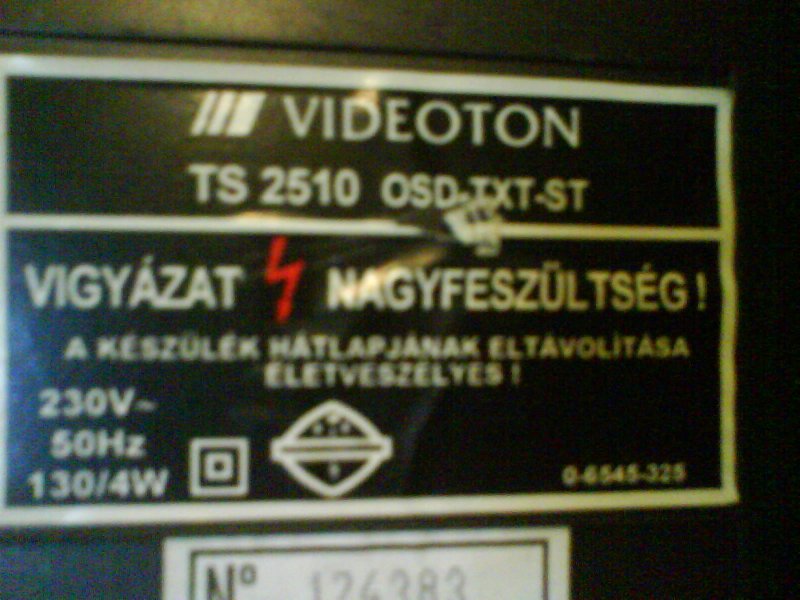 VIDEOTON
TS 2510 OSD-TXT-ST
VIGYÁZAT NAGYFESZÜLTSÉG !
A KÉSZÜLÉK HÁTLAPJÁNAK ELTÁVOLÍTÁSA
ÉLETVESZÉLYES !
230V~
50Hz
130/4W
0-6545-325
Nº